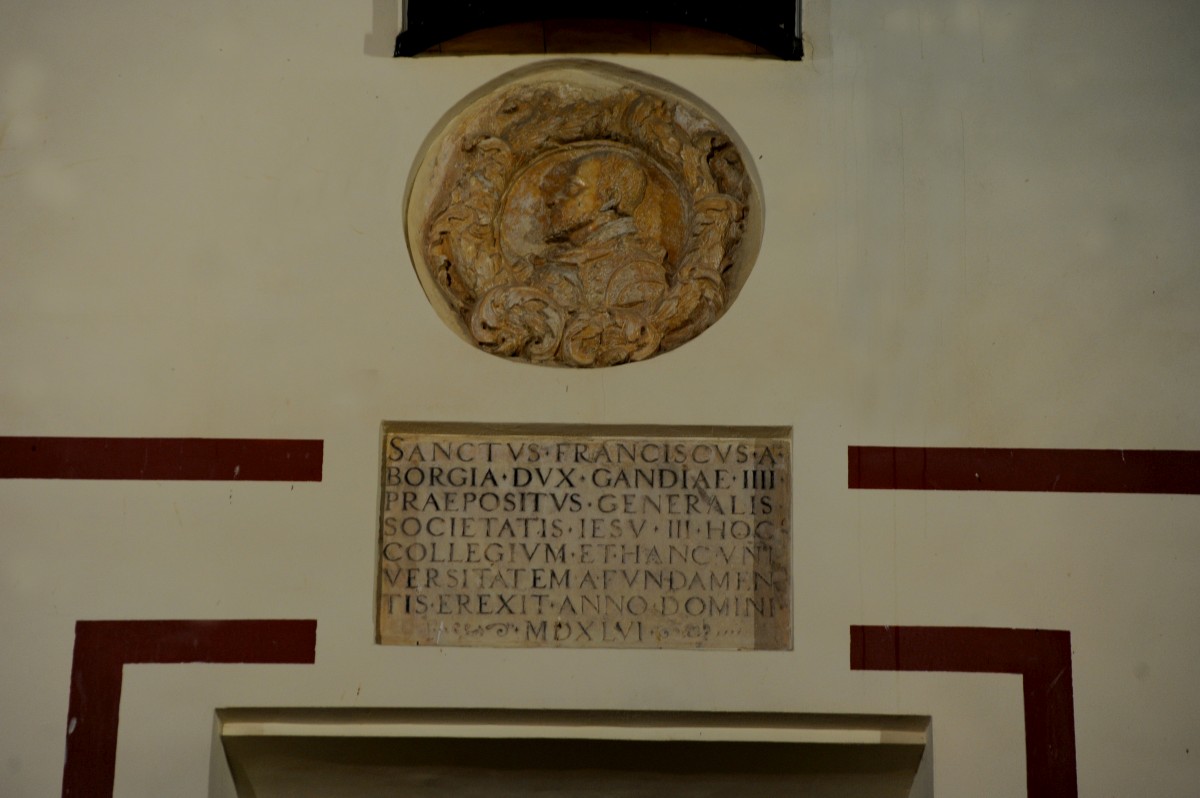 SANCTVS·FRANCISCVS·A·
BORGIA·DVX·GANDIAE·IIII·
PRAEPOSITVS·GENERALIS
SOCIETATIS·IESV·III·HOC·
COLLEGIVM·ET·HANC·VNI
VERSITATEM·A·FVNDAMEN
TIS·EREXIT·ANNO·DOMINI·
MDXLVI·